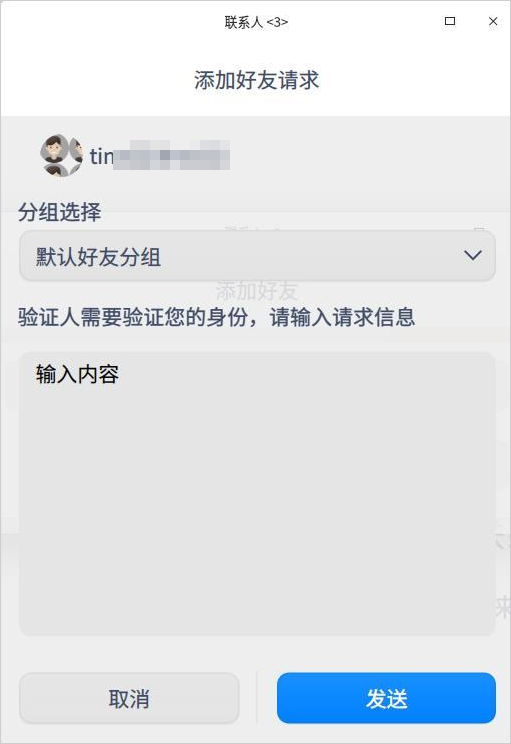 联系人 <3>
添加好友请求
tin
分组选择
默认好友分组
添加好友
验证人需要验证您的身份，请输入请求信息
输入内容
来
取消
发送